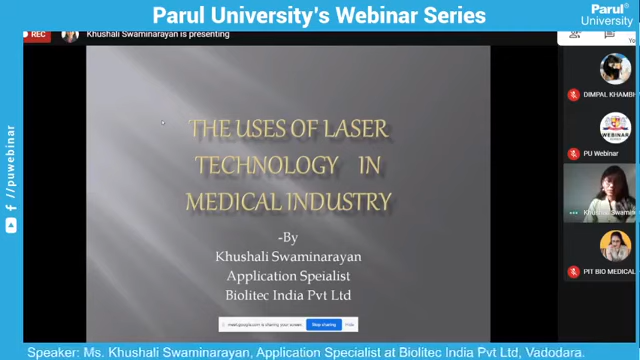 Parul University's Webinar Series
Parul®
University
REC
Khushali Swaminarayan is presenting
THE USES OF LASER
TECHNOLOGY IN
MEDICAL INDUSTRY
-By
Khushali Swaminarayan
Application Speialist
Biolitec India Pvt Ltd
meet.google.com is sharing your screen.
Stop sharing
Hide
DIMPAL KHAMBH
WEBINAR
PU Webinar
Khushali Swamin
PIT BIO MEDICAL
f //puwebinar
Speaker: Ms. Khushali Swaminarayan, Application Specialist at Biolitec India Pvt Ltd, Vadodara.